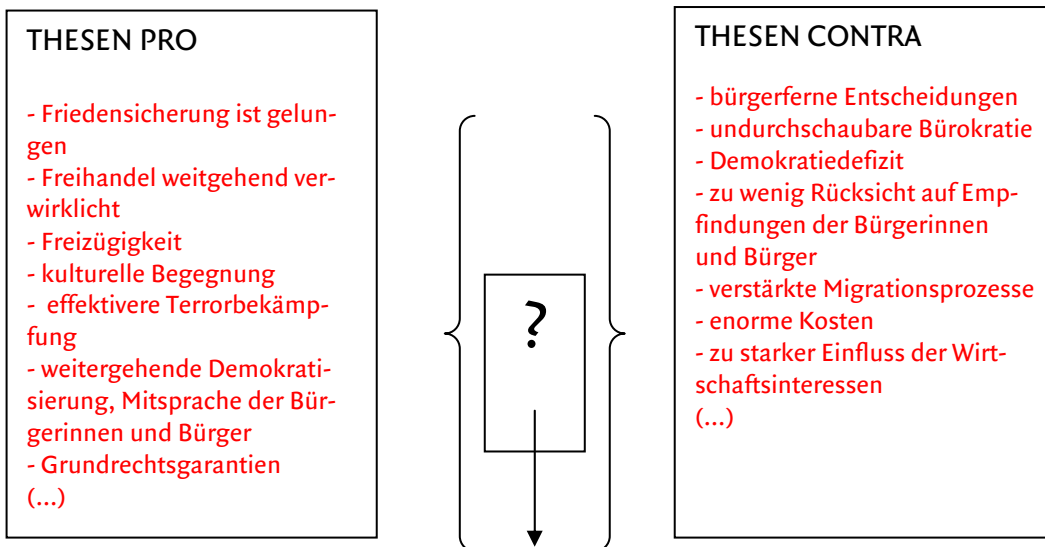 THESEN PRO
- Friedensicherung ist gelun-
gen
- Freihandel weitgehend ver-
wirklicht
- Freizügigkeit
- kulturelle Begegnung
- effektivere Terrorbekämp-
fung
- weitergehende Demokrati-
sierung, Mitsprache der Bür-
gerinnen und Bürger
- Grundrechtsgarantien
(...)
?
THESEN CONTRA
- bürgerferne Entscheidungen
- undurchschaubare Bürokratie
- Demokratiedefizit
- zu wenig Rücksicht auf Emp-
findungen der Bürgerinnen
und Bürger
- verstärkte Migrationsprozesse
- enorme Kosten
- zu starker Einfluss der Wirt-
schaftsinteressen
(...)